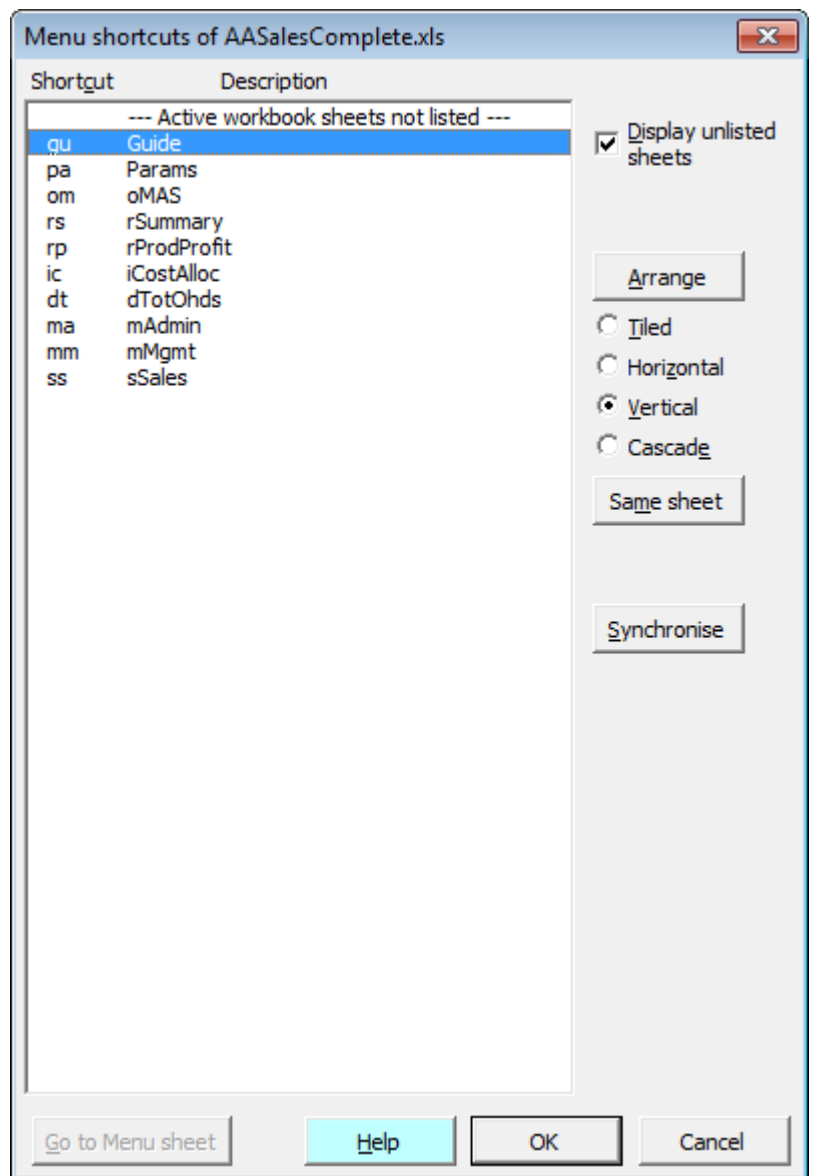 Menu shortcuts of AASalesComplete.xls
Shortcut Description
--- Active workbook sheets not listed ---
gu Guide
pa Params
om oMAS
rs rSummary
rp rProdProfit
ic iCostAlloc
dt dTotOhds
ma mAdmin
mm mMgmt
ss sSales
Display unlisted
sheets
Arrange
Tiled
Horizontal
Vertical
Cascade
Same sheet
Synchronise
Go to Menu sheet Help OK Cancel